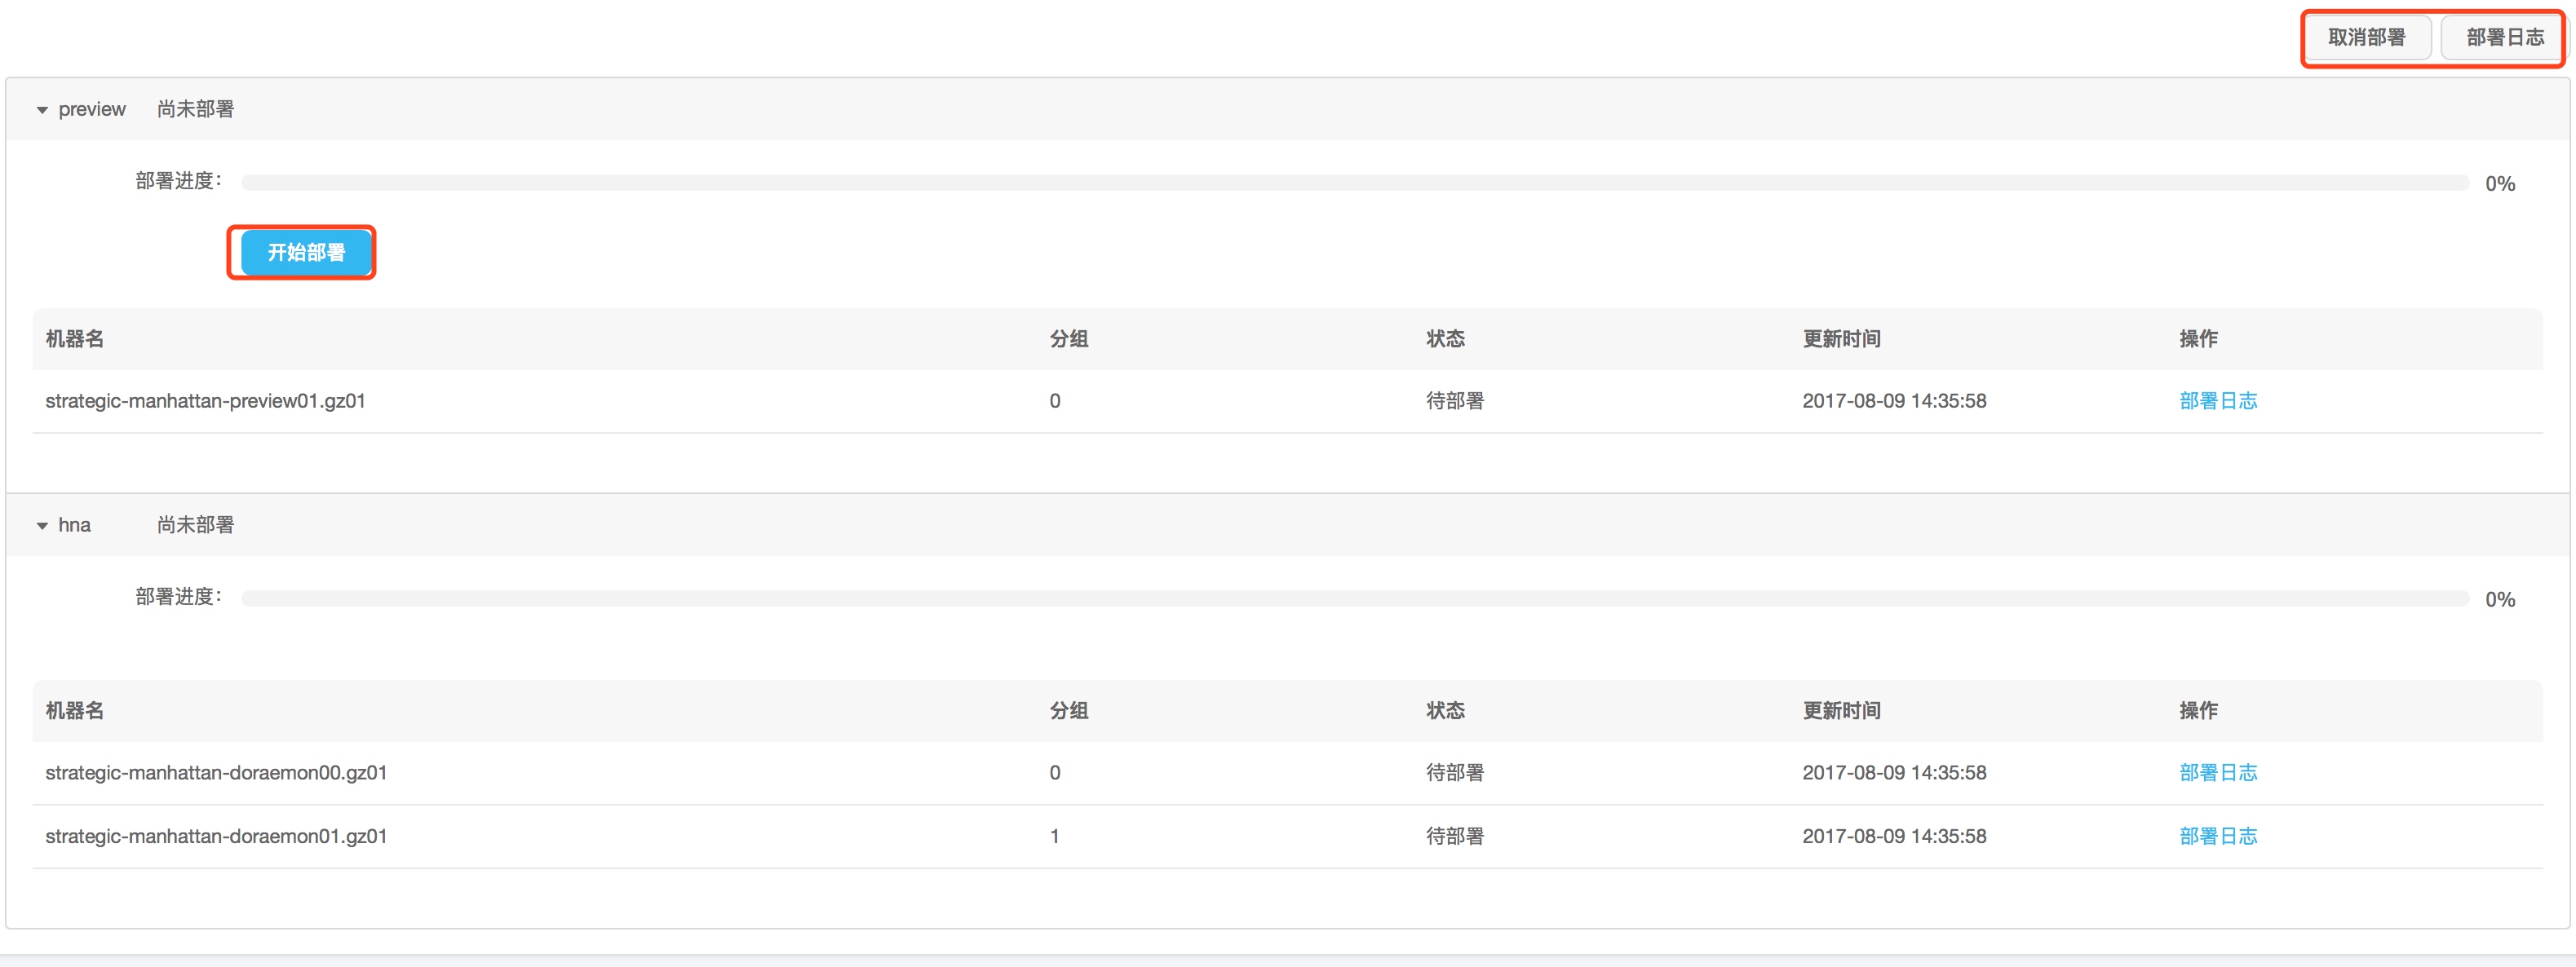 取消部署 部署日志
preview 尚未部署
部署进度： 0%
开始部署
机器名 分组 状态 更新时间 操作
strategic-manhattan-preview01.gz01 0 待部署 2017-08-09 14:35:58 部署日志
hna 尚未部署
部署进度： 0%
机器名 分组 状态 更新时间 操作
strategic-manhattan-doraemon00.gz01 0 待部署 2017-08-09 14:35:58 部署日志
strategic-manhattan-doraemon01.gz01 1 待部署 2017-08-09 14:35:58 部署日志